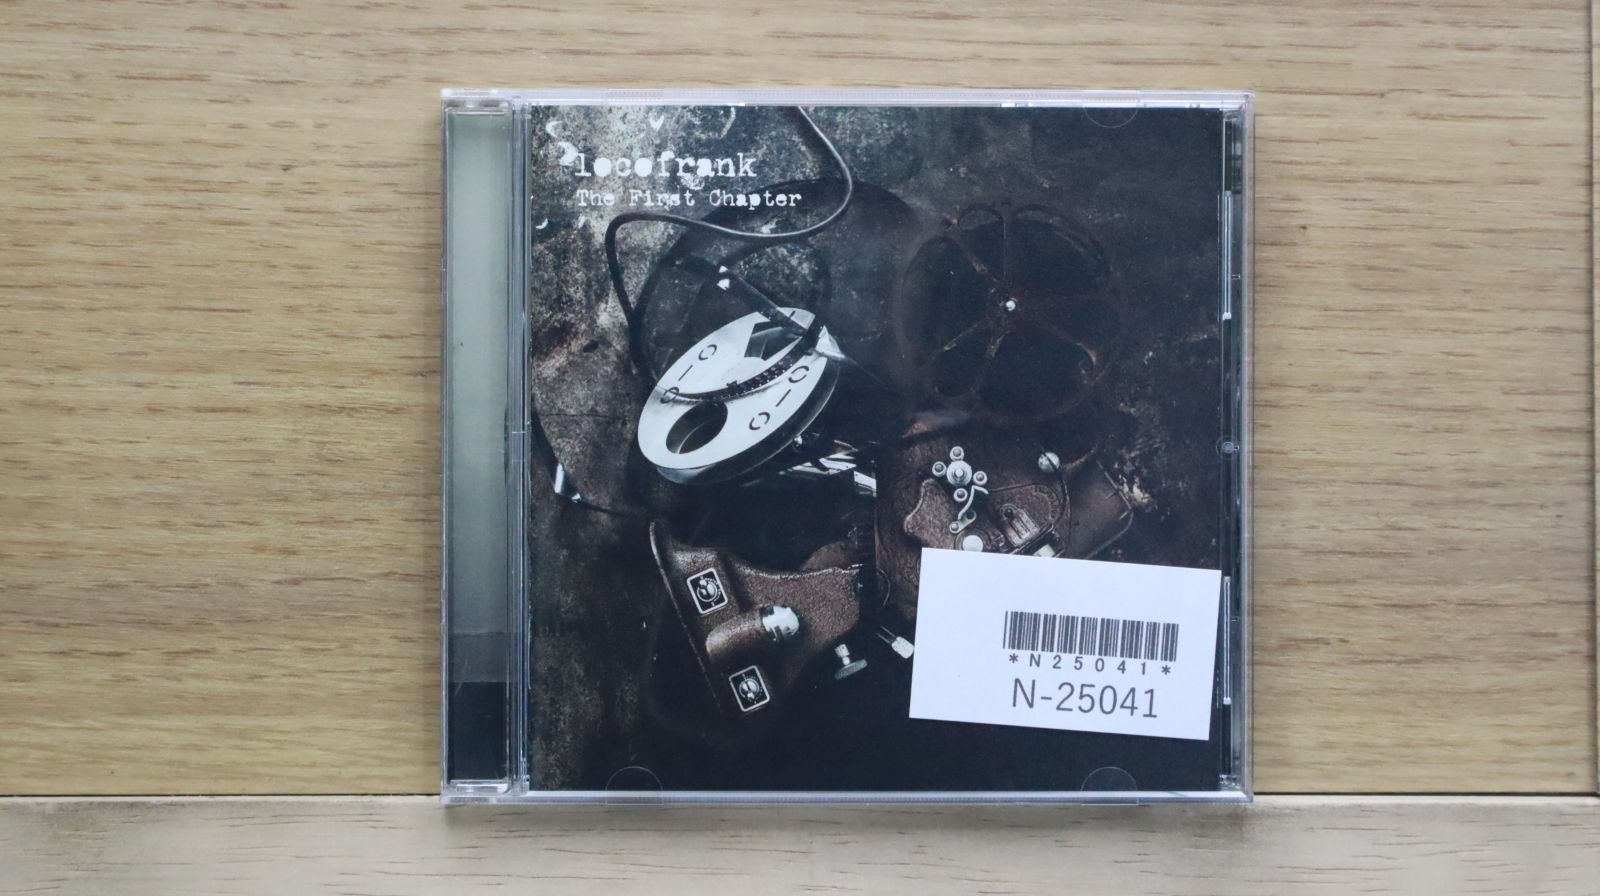 locofrank
The First Chapter
*N25041*
N-25041